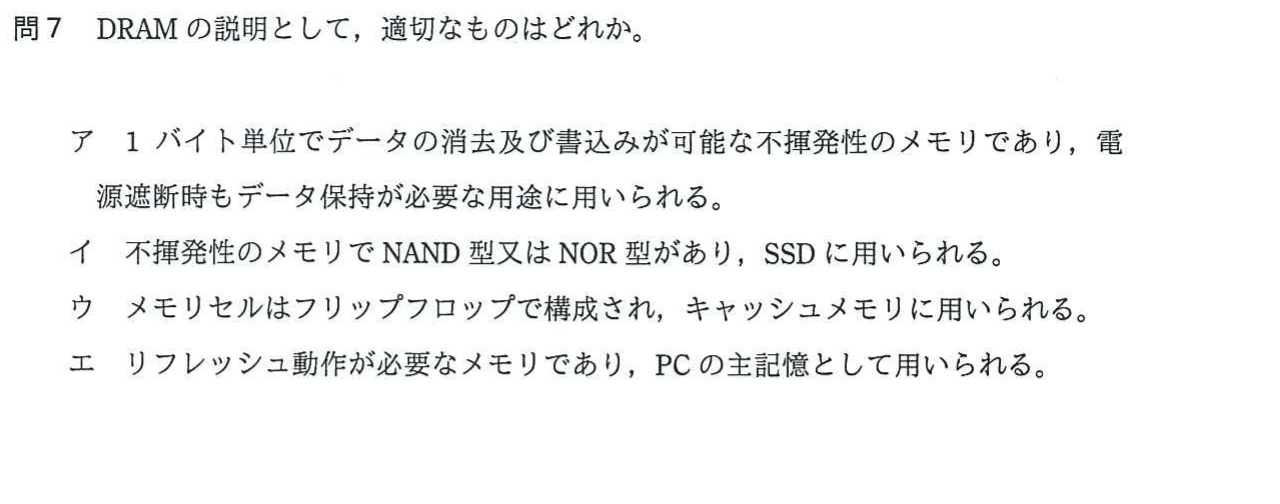 問7 DRAM の説明として，適切なものはどれか。
ア 1 バイト単位でデータの消去及び書込みが可能な不揮発性のメモリであり，電
源遮断時もデータ保持が必要な用途に用いられる。
イ 不揮発性のメモリで NAND 型又は NOR 型があり，SSD に用いられる。
ウ メモリセルはフリップフロップで構成され，キャッシュメモリに用いられる。
エ リフレッシュ動作が必要なメモリであり，PC の主記憶として用いられる。